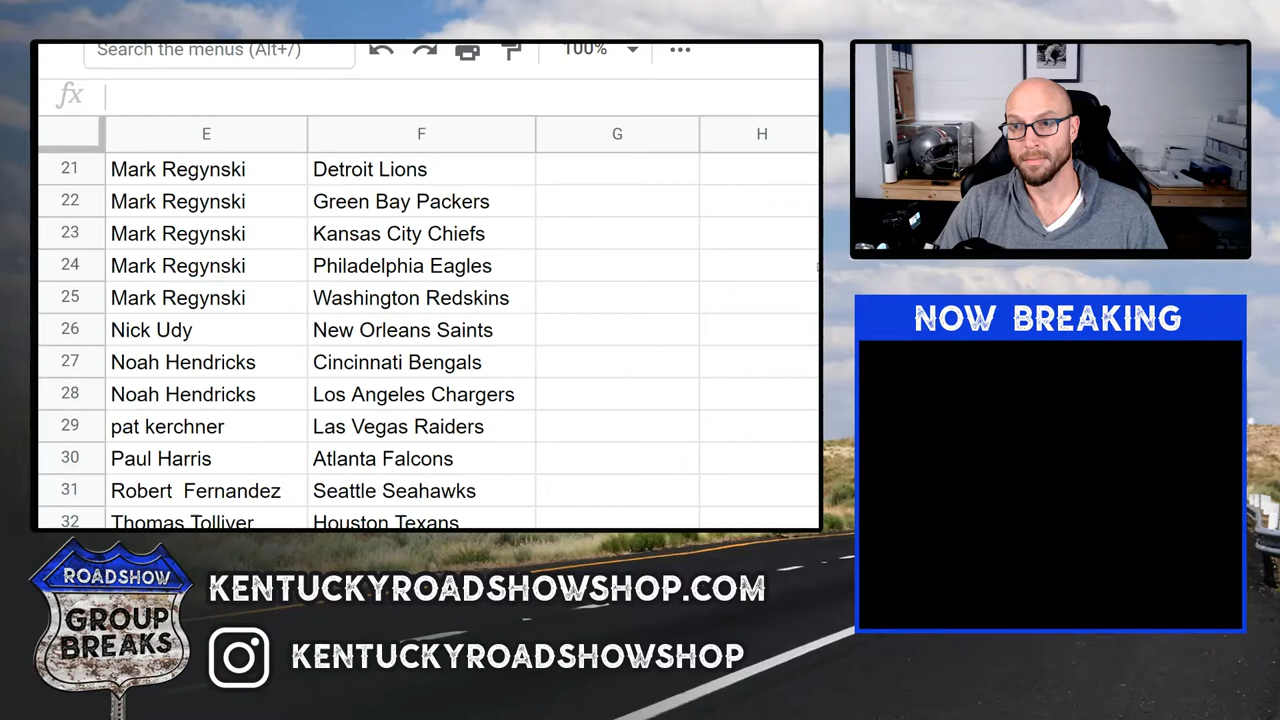 Search the menus (Alt+/)
100%
fx
E F G H
21 Mark Regynski Detroit Lions
22 Mark Regynski Green Bay Packers
23 Mark Regynski Kansas City Chiefs
24 Mark Regynski Philadelphia Eagles
25 Mark Regynski Washington Redskins
26 Nick Udy New Orleans Saints
27 Noah Hendricks Cincinnati Bengals
28 Noah Hendricks Los Angeles Chargers
29 pat kerchner Las Vegas Raiders
30 Paul Harris Atlanta Falcons
31 Robert Fernandez Seattle Seahawks
32 Thomas Tolliver Houston Texans
NOW BREAKING
ROADSHOW
GROUP
BREAKS
KENTUCKYROADSHOWSHOP.COM
KENTUCKYROADSHOWSHOP